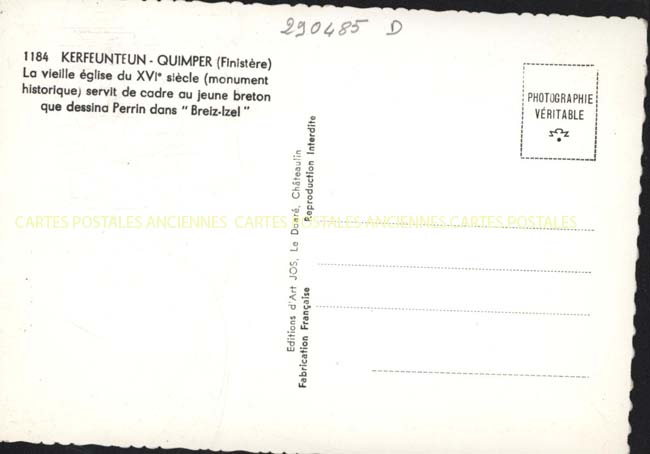 290485 D
1184 KERFEUNTEUN - QUIMPER (Finistère)
La vieille église du XVIe siècle (monument
historique) servit de cadre au jeune breton
que dessina Perrin dans " Breiz-Izel "
PHOTOGRAPHIE
VÉRITABLE
Editions d'Art JOS, Le Doaré, Châteaulin
Reproduction Interdite
Fabrication Française
CARTES POSTALES ANCIENNES CARTES POSTALES ANCIENNES CARTES POSTALES ANCIENNES